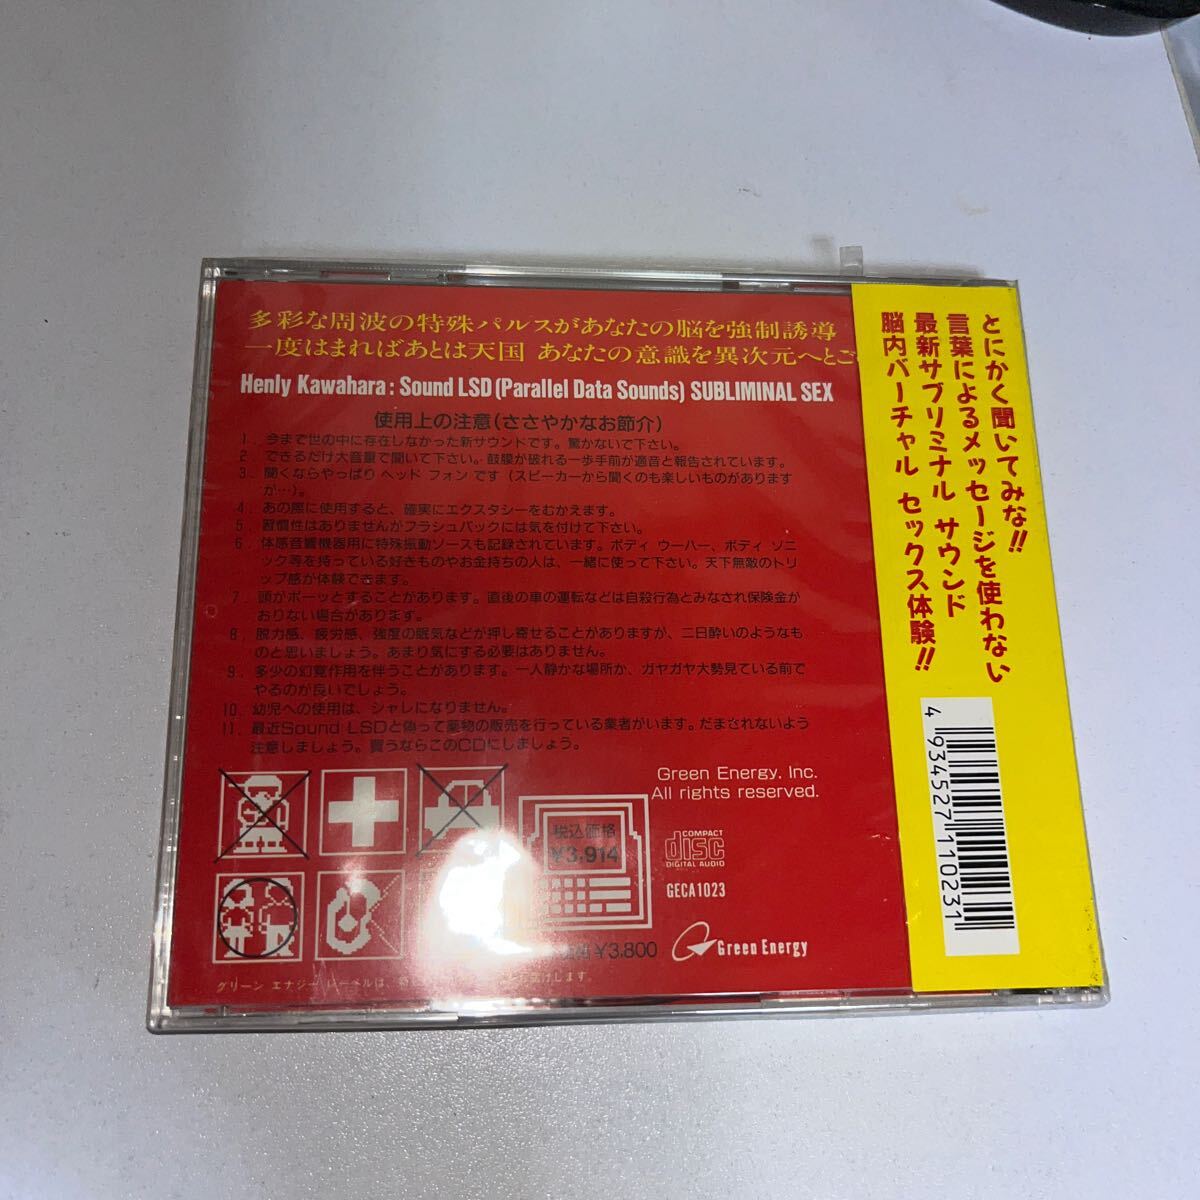 多彩な周波の特殊パルスがあなたの脳を強制誘導
一度はまればあとは天国 あなたの意識を異次元へとご
Henly Kawahara: Sound LSD (Parallel Data Sounds) SUBLIMINAL SEX
使用上の注意(ささやかなお節介)
1. 今まで世の中に存在しなかった新サウンドです。驚かないで下さい。
2. できるだけ大音量で聞いて下さい。鼓膜が破れる一歩手前が適音と報告されています。
3. 聞くならやっぱり ヘッド フォン です (スピーカーから聞くのも楽しいものがあります
が…)。
4. あの際に使用すると、確実にエクスタシーをむかえます。
5. 習慣性はありませんがフラシュバックには気を付けて下さい。
6. 体感音響機器用に特殊振動ソースも記録されています。ボディ ウーハー、ボディ ソニ
ック等を持っている好きものやお金持ちの人は、一緒に使って下さい。天下無敵のトリ
ップ感が体験できます。
7. 頭がボーッとすることがあります。直後の車の運転などは自殺行為とみなされ保険金が
おりない場合があります。
8. 脱力感、疲労感、強度の眠気などが押し寄せることがありますが、二日酔いのようなも
のと思いましょう。あまり気にする必要はありません。
9. 多少の幻覚作用を伴うことがあります。一人静かな場所か、ガヤガヤ大勢見ている前で
やるのが良いでしょう。
10. 幼児への使用は、シャレになりません。
11. 最近Sound LSDと偽って薬物の販売を行っている業者がいます。だまされないよう
注意しましょう。買うならこのCDにしましょう。
Green Energy. Inc.
All rights reserved.
税込価格
¥3,914
COMPACT
disc
DIGITAL AUDIO
GECA1023
¥3,800
Green Energy
グリーン エナジー レーベルは、
します。
とにかく聞いてみな!!
言葉によるメッセージを使わない
最新サブリミナル サウンド
脳内バーチャル セックス体験!!
4 934527 110231